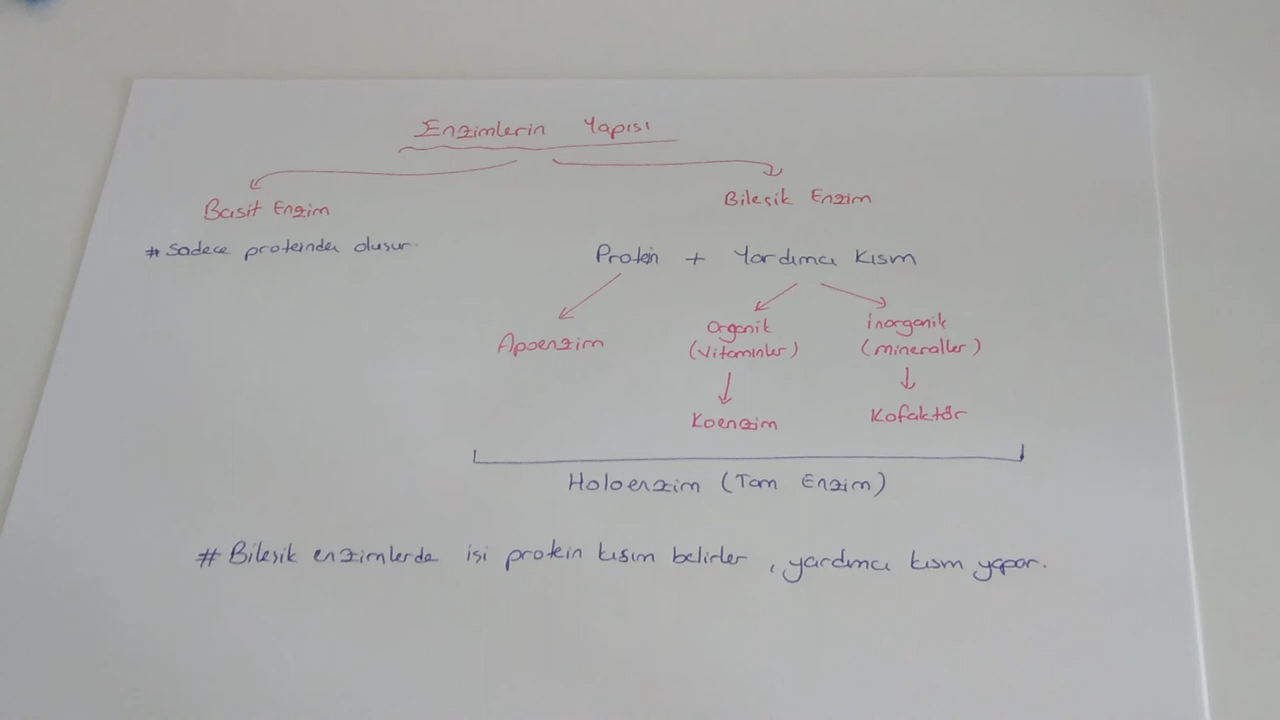 Enzimlerin Yapısı
Basit Enzim
Bileşik Enzim
# Sadece proteinden oluşur.
Protein + Yardımcı Kısım
Apoenzim
Organik
(Vitaminler)
İnorganik
(mineraller)
Koenzim
Kofaktör
Holoenzim (Tam Enzim)
# Bileşik enzimlerde işi protein kısım belirler, yardımcı kısım yapar.